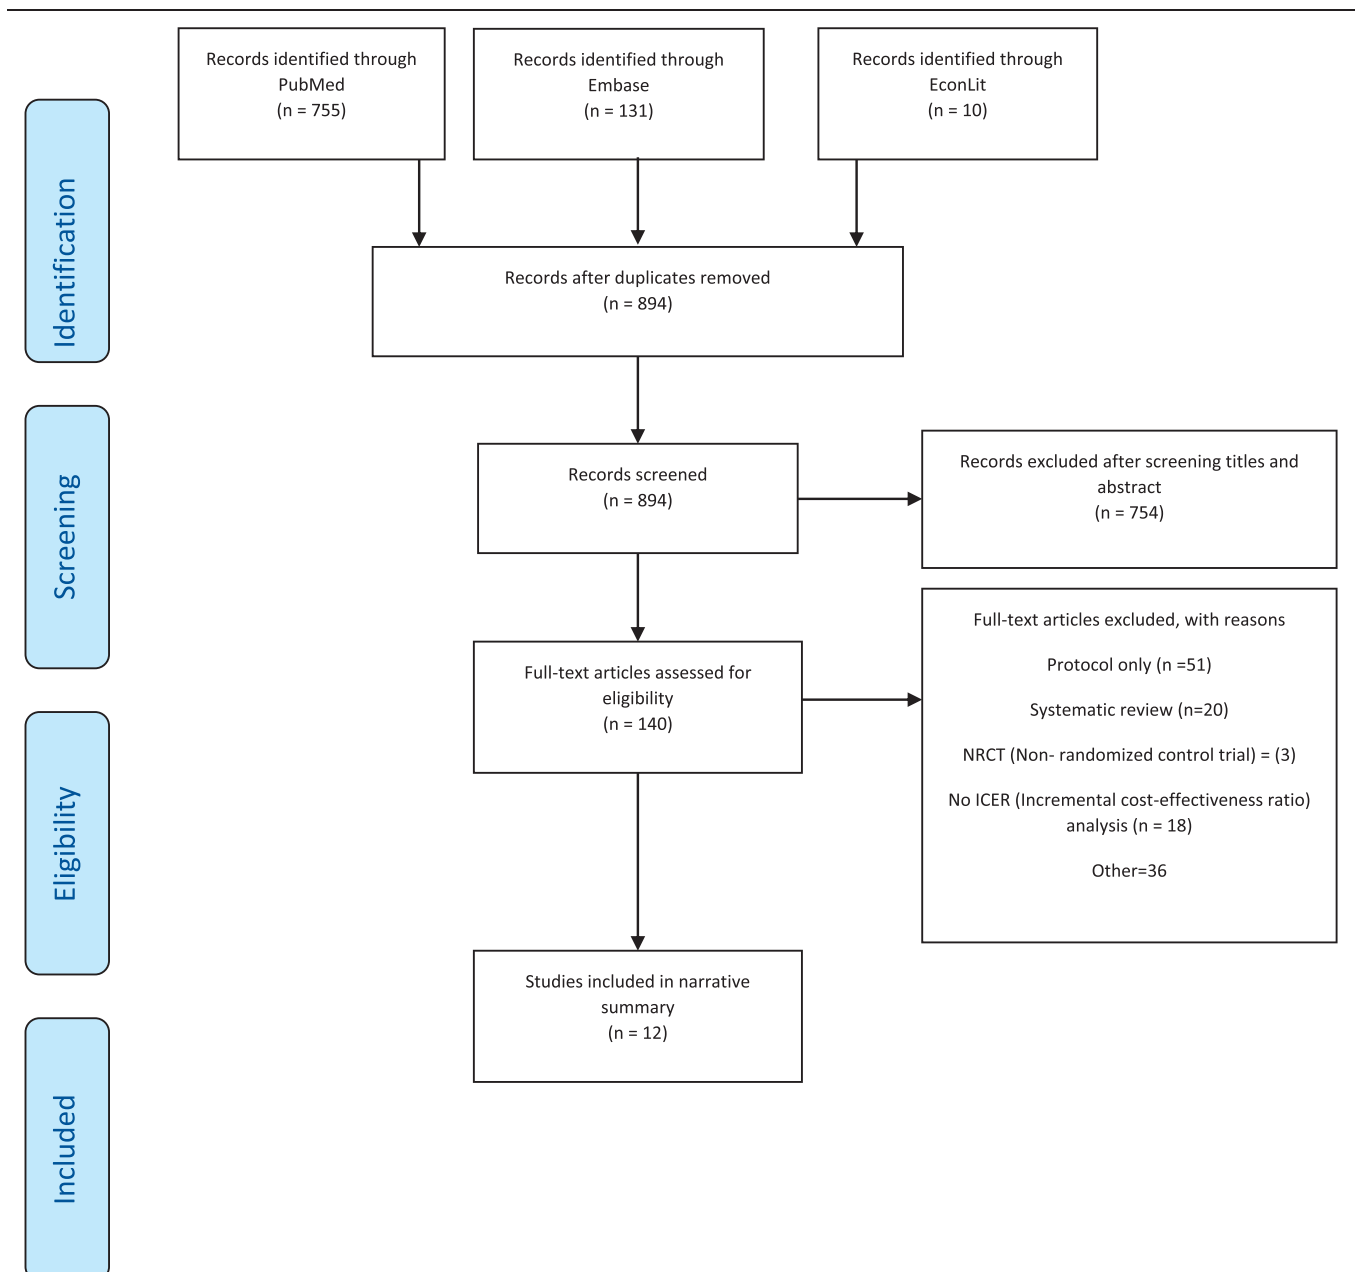 Records identified through
PubMed
(n = 755)
Records identified through
Embase
(n = 131)
Records identified through
EconLit
(n = 10)
Identification
Records after duplicates removed
(n = 894)
Screening
Records screened
(n = 894)
Records excluded after screening titles and
abstract
(n = 754)
Full-text articles assessed for
eligibility
(n = 140)
Full-text articles excluded, with reasons
Protocol only (n =51)
Systematic review (n=20)
NRCT (Non- randomized control trial) = (3)
No ICER (Incremental cost-effectiveness ratio)
analysis (n = 18)
Other=36
Eligibility
Studies included in narrative
summary
(n = 12)
Included